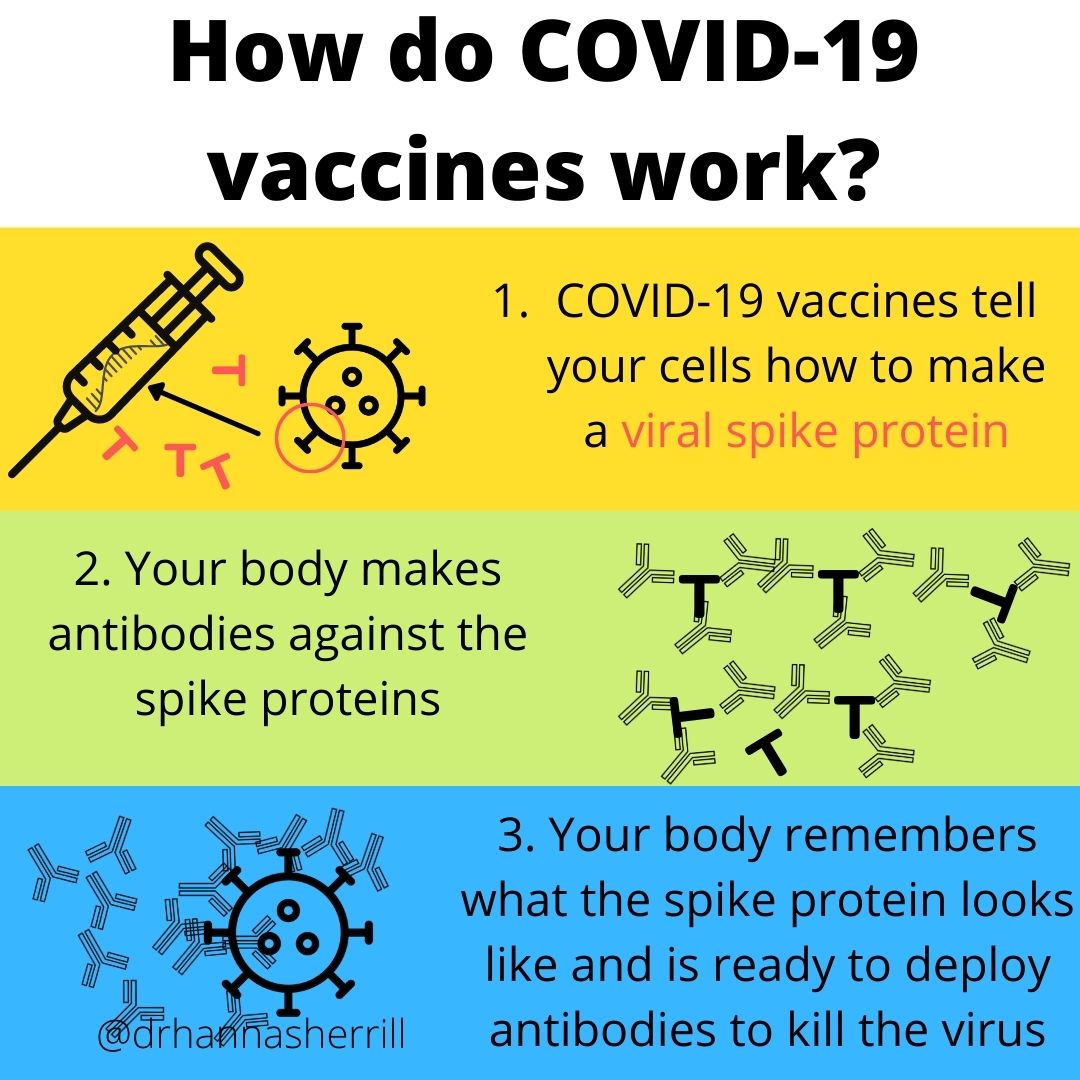 How do COVID-19
vaccines work?
1. COVID-19 vaccines tell
your cells how to make
a viral spike protein
2. Your body makes
antibodies against the
spike proteins
3. Your body remembers
what the spike protein looks
like and is ready to deploy
antibodies to kill the virus
@drhannasherrill